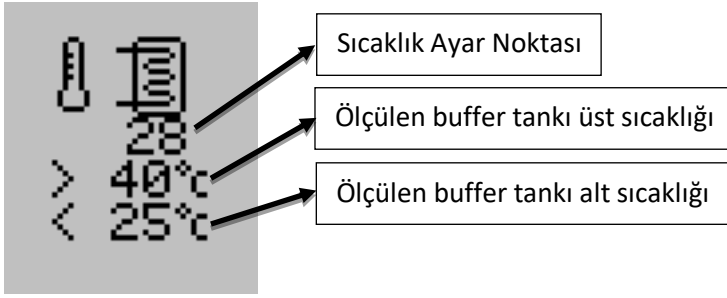 Sıcaklık Ayar Noktası
28
Ölçülen buffer tankı üst sıcaklığı
> 40°c
Ölçülen buffer tankı alt sıcaklığı
< 25°c